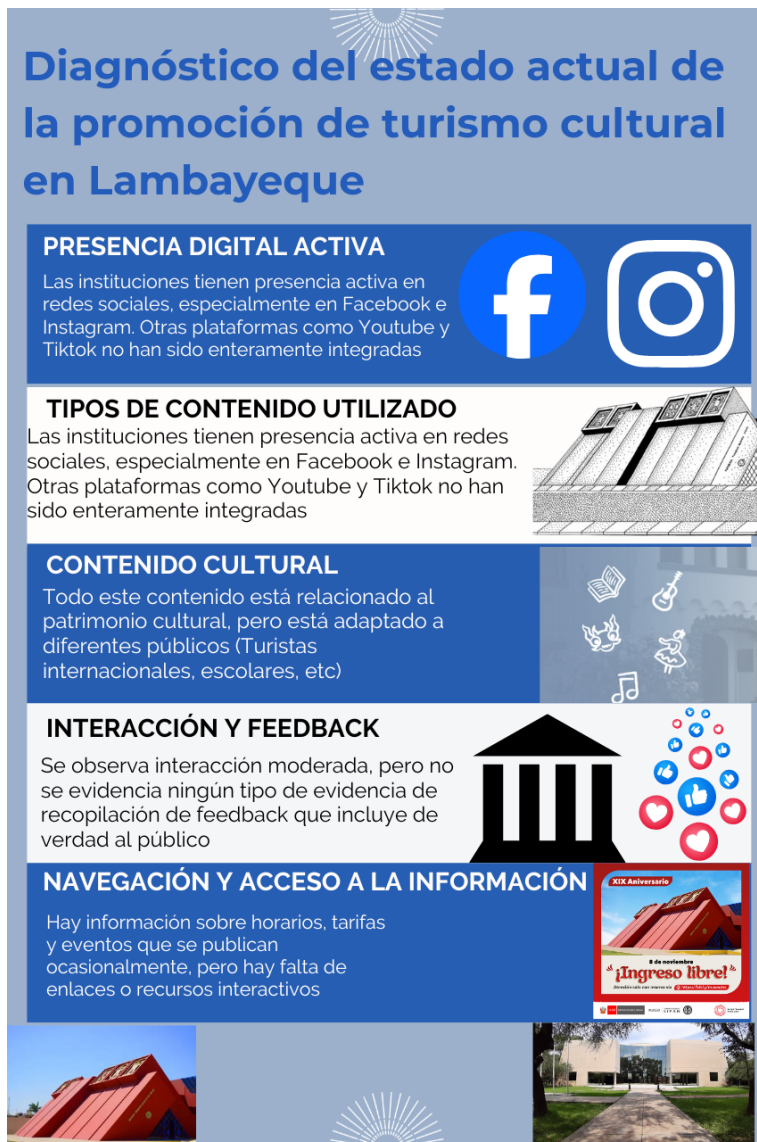 Diagnóstico del estado actual de
la promoción de turismo cultural
en Lambayeque
PRESENCIA DIGITAL ACTIVA
Las instituciones tienen presencia activa en
redes sociales, especialmente en Facebook e
Instagram. Otras plataformas como Youtube y
Tiktok no han sido enteramente integradas
TIPOS DE CONTENIDO UTILIZADO
Las instituciones tienen presencia activa en redes
sociales, especialmente en Facebook e Instagram.
Otras plataformas como Youtube y Tiktok no han
sido enteramente integradas
CONTENIDO CULTURAL
Todo este contenido está relacionado al
patrimonio cultural, pero está adaptado a
diferentes públicos (Turistas
internacionales, escolares, etc)
INTERACCIÓN Y FEEDBACK
Se observa interacción moderada, pero no
se evidencia ningún tipo de evidencia de
recopilación de feedback que incluye de
verdad al público
NAVEGACIÓN Y ACCESO A LA INFORMACIÓN
Hay información sobre horarios, tarifas
y eventos que se publican
ocasionalmente, pero hay falta de
enlaces o recursos interactivos
XIX Aniversario
8 de noviembre
¡Ingreso libre!